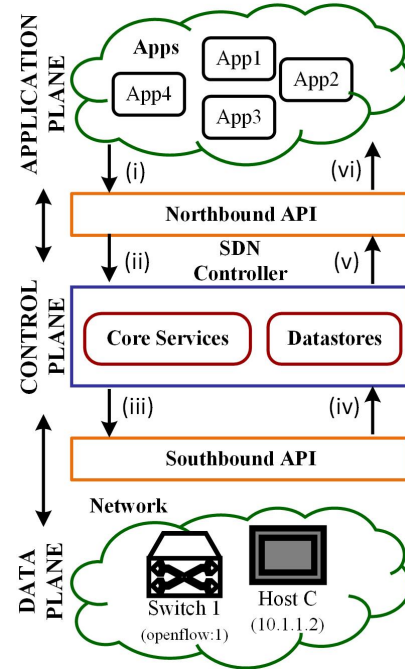 APPLICATION
PLANE
Apps
App1
App2
App4
App3
(i)
(vi)
Northbound API
(ii)
SDN
Controller
(v)
CONTROL
PLANE
Core Services
Datastores
(iii)
(iv)
Southbound API
DATA
PLANE
Network
Switch 1
(openflow:1)
Host C
(10.1.1.2)